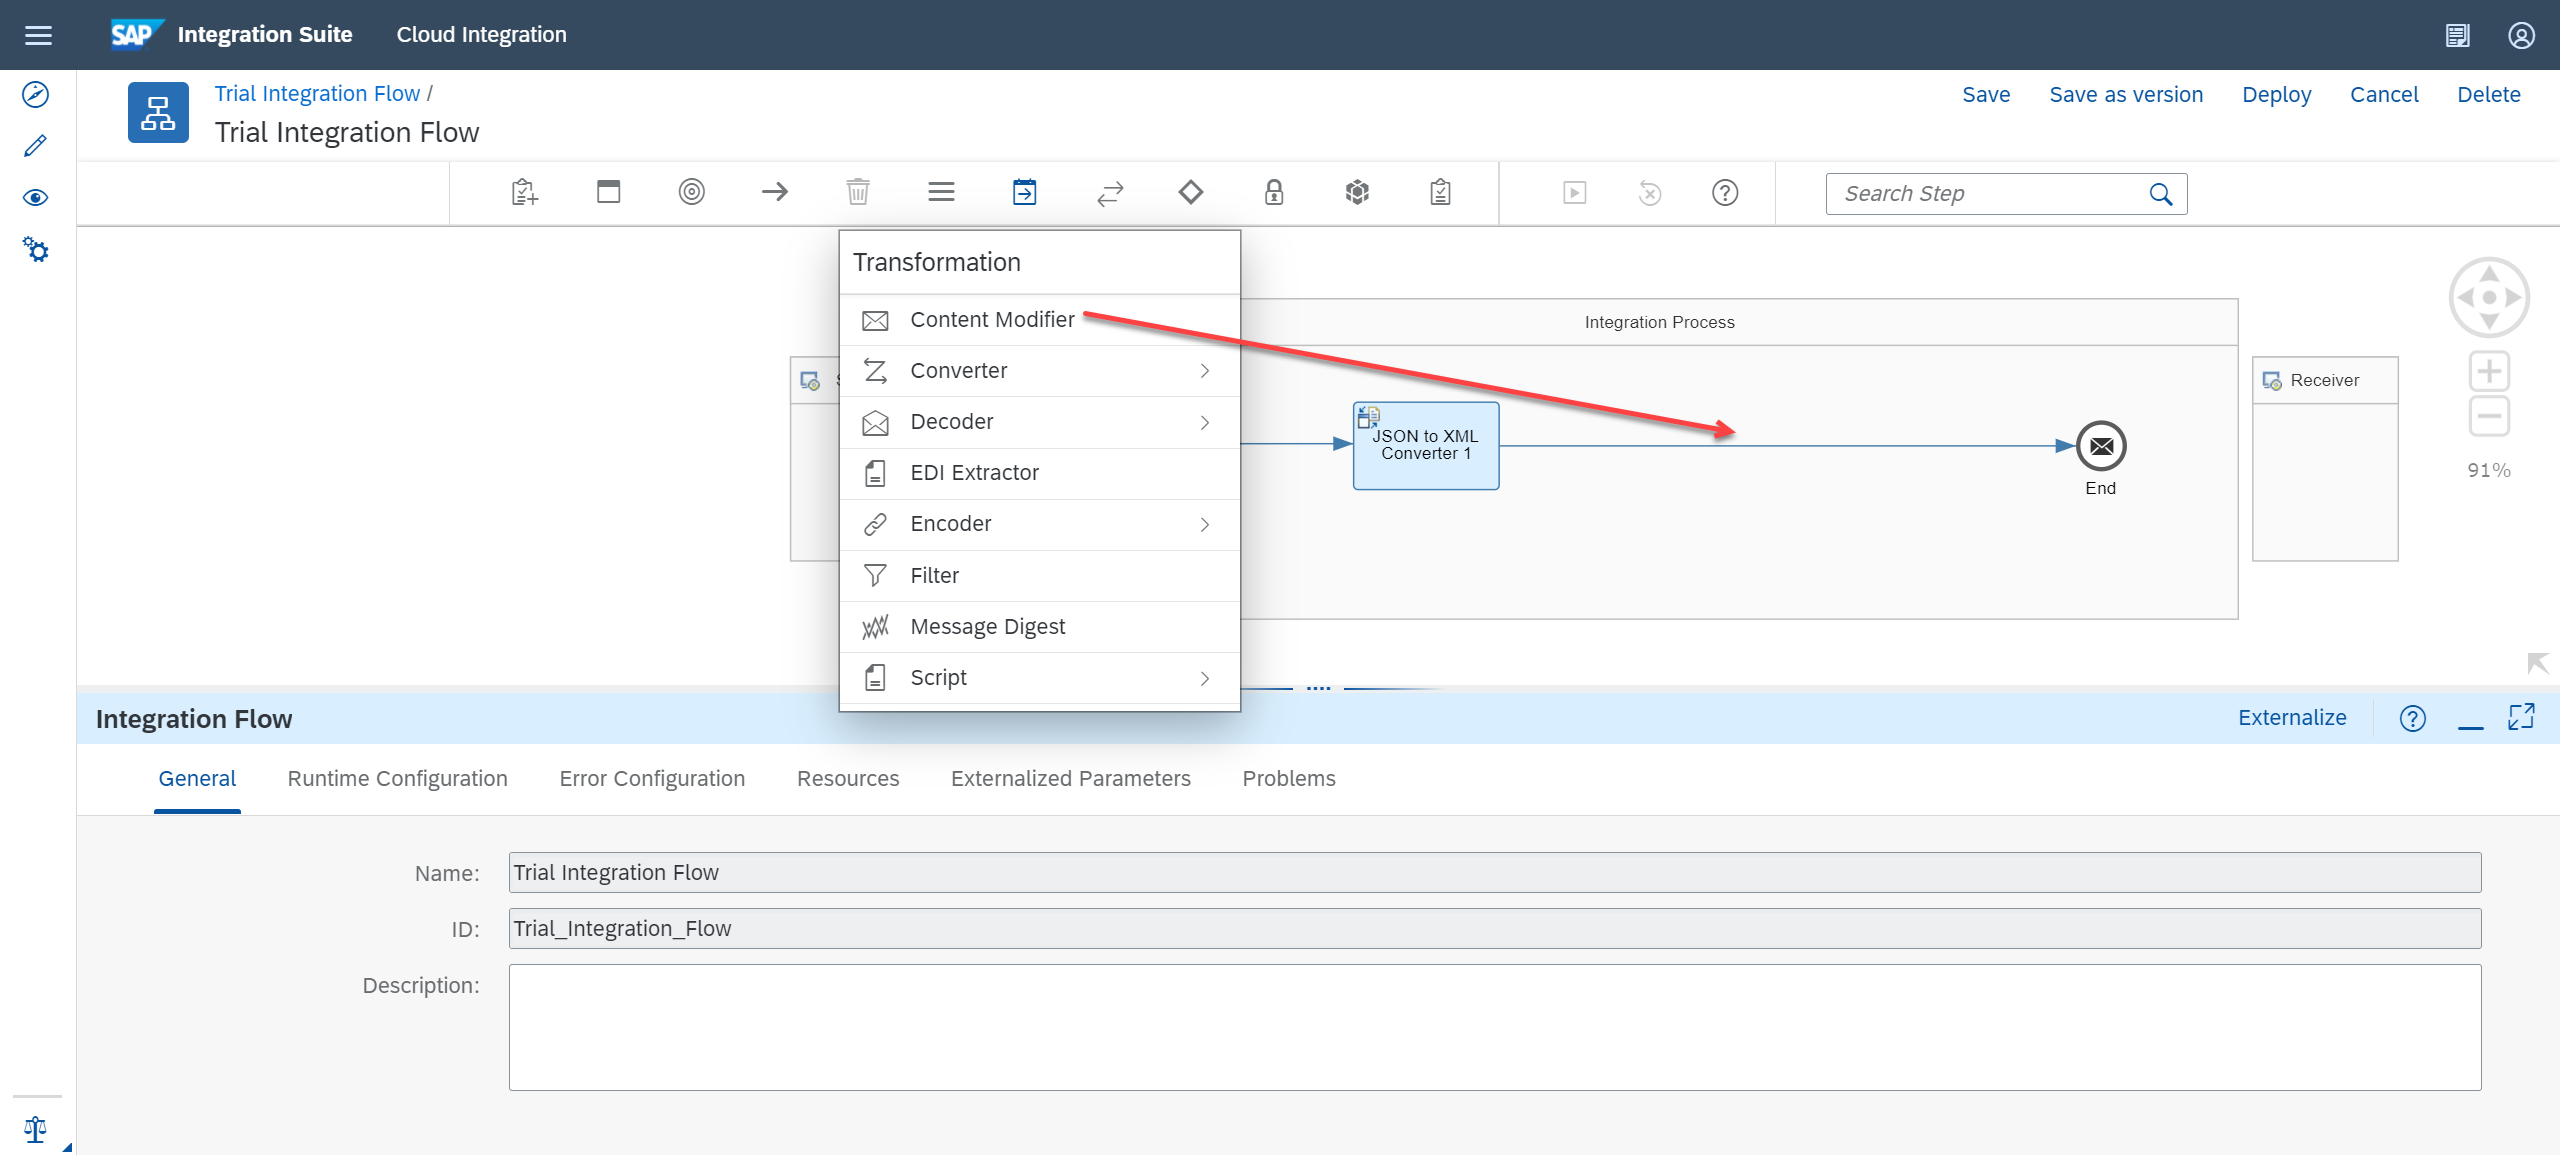 SAP Integration Suite Cloud Integration
Trial Integration Flow /
Trial Integration Flow
Save Save as version Deploy Cancel Delete
Search Step
Transformation
Content Modifier
Converter
Decoder
EDI Extractor
Encoder
Filter
Message Digest
Script
Integration Process
JSON to XML
Converter 1
End
Receiver
91%
Integration Flow
Externalize
General Runtime Configuration Error Configuration Resources Externalized Parameters Problems
Name: Trial Integration Flow
ID: Trial_Integration_Flow
Description: